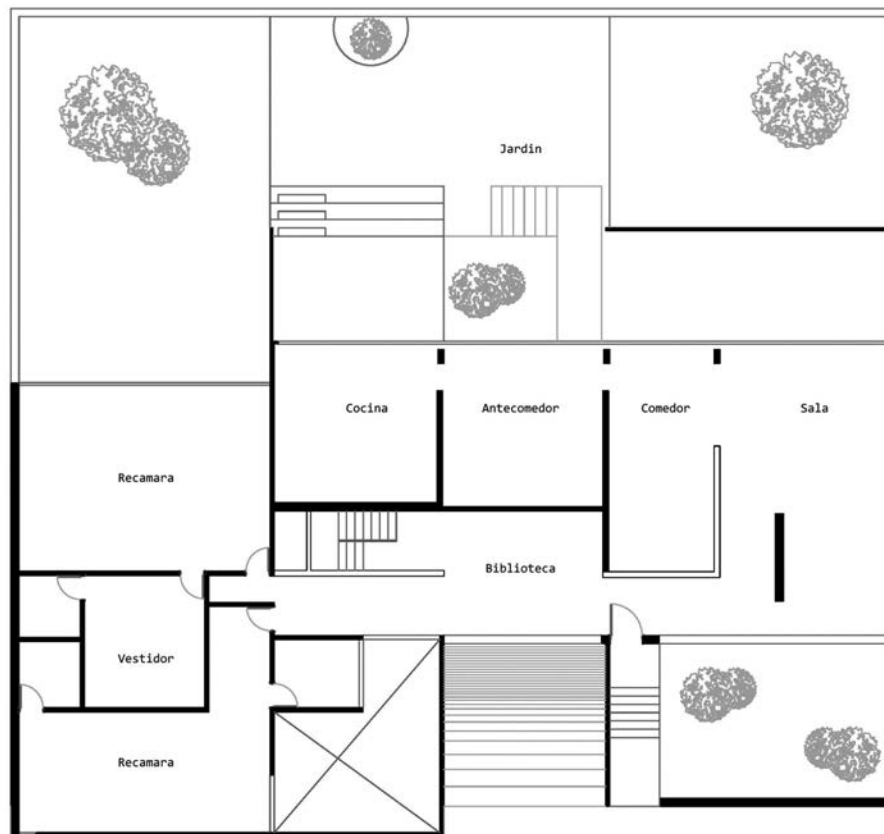 Jardin
Cocina
Antecomedor
Comedor
Sala
Recamara
Biblioteca
Vestidor
Recamara